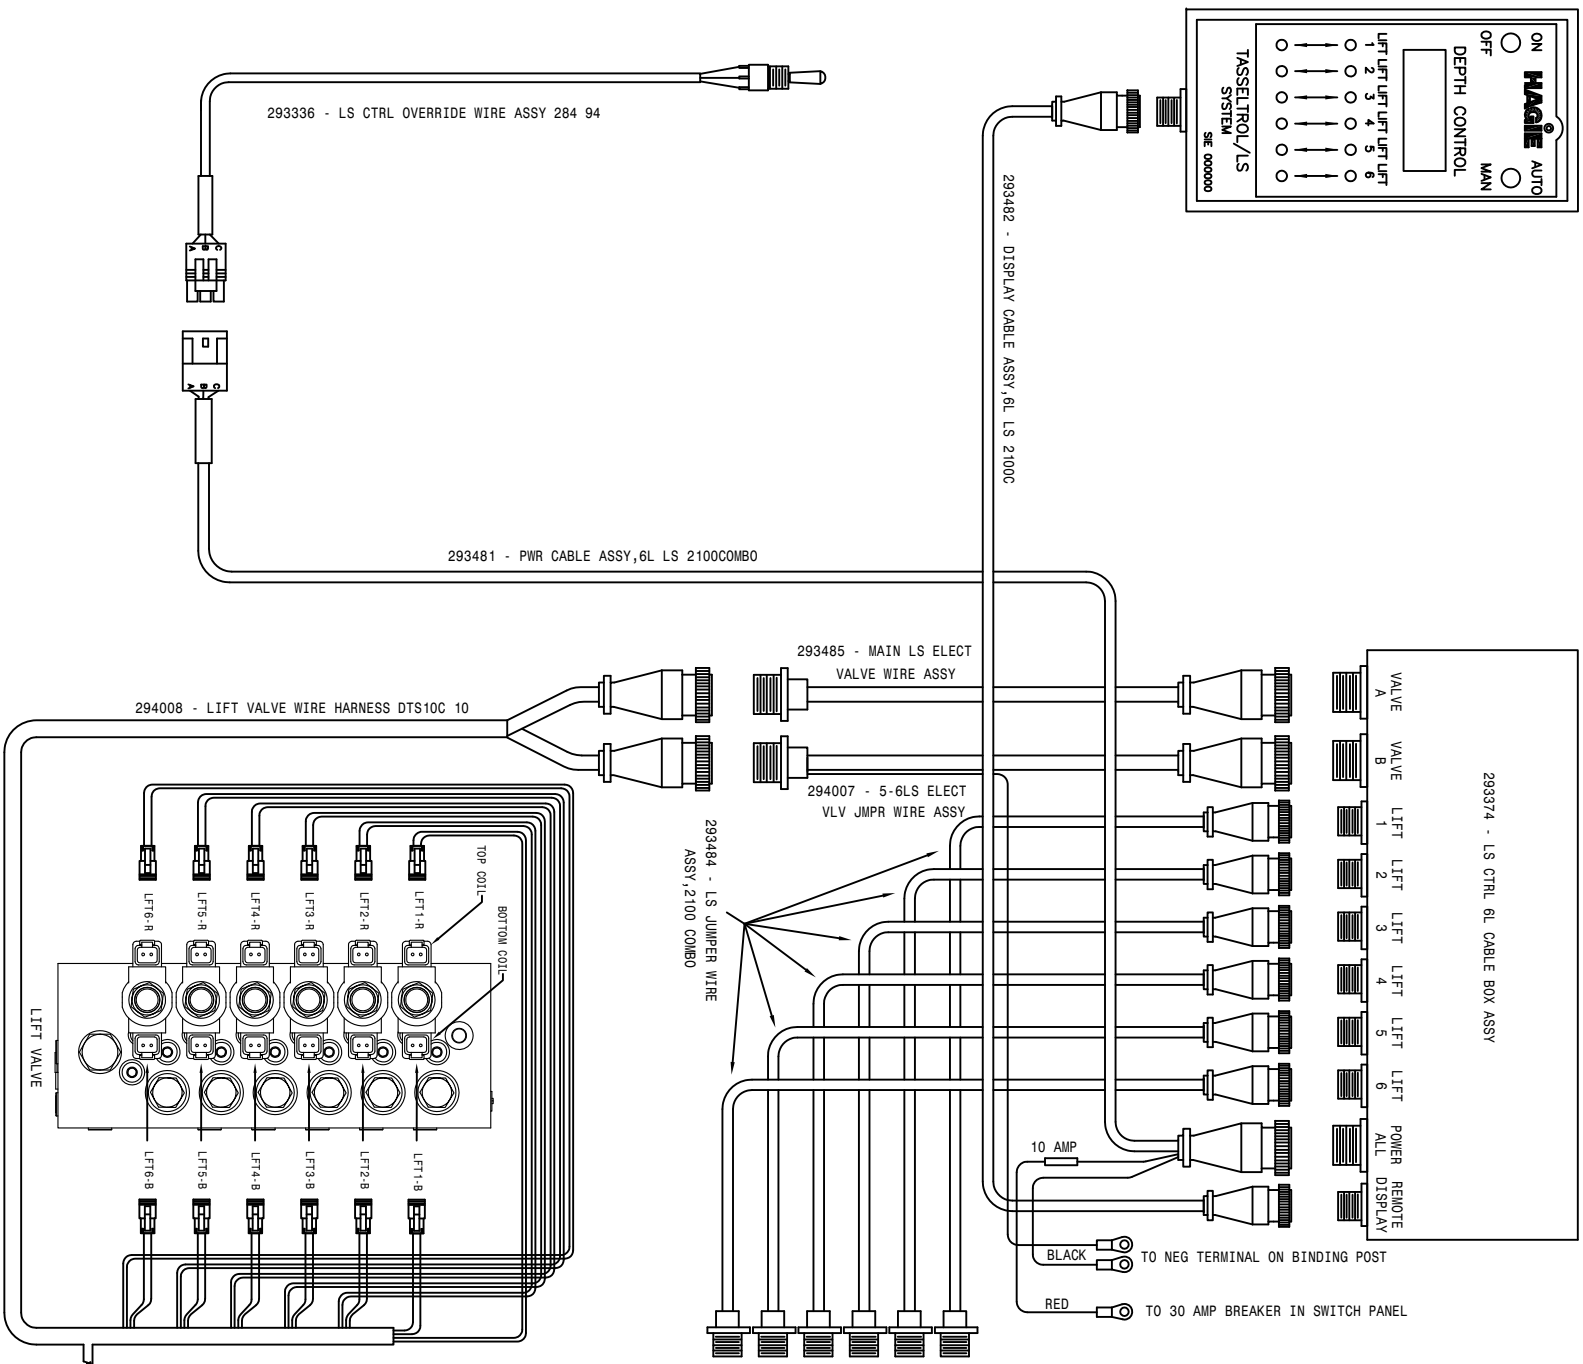 ON
OFF
HAGIE
AUTO
MAN
DEPTH CONTROL
LIFT LIFT LIFT LIFT LIFT LIFT
1 2 3 4 5 6
TASSELTROL/LS
SYSTEM
SIE 000000
293336 - LS CTRL OVERRIDE WIRE ASSY 284 94
A B C
A B C
293482 - DISPLAY CABLE ASSY,6L LS 2100C
293481 - PWR CABLE ASSY,6L LS 2100COMBO
293485 - MAIN LS ELECT
VALVE WIRE ASSY
294008 - LIFT VALVE WIRE HARNESS DTS10C 10
294007 - 5-6LS ELECT
VLV JMPR WIRE ASSY
293484 - LS JUMPER WIRE
ASSY,2100 COMBO
293374 - LS CTRL 6L CABLE BOX ASSY
VALVE
A
VALVE
B
LIFT
1
LIFT
2
LIFT
3
LIFT
4
LIFT
5
LIFT
6
POWER
ALL
REMOTE
DISPLAY
TOP COIL
BOTTOM COIL
LFT6-R
LFT5-R
LFT4-R
LFT3-R
LFT2-R
LFT1-R
LIFT VALVE
LFT6-B
LFT5-B
LFT4-B
LFT3-B
LFT2-B
LFT1-B
10 AMP
BLACK
TO NEG TERMINAL ON BINDING POST
RED
TO 30 AMP BREAKER IN SWITCH PANEL